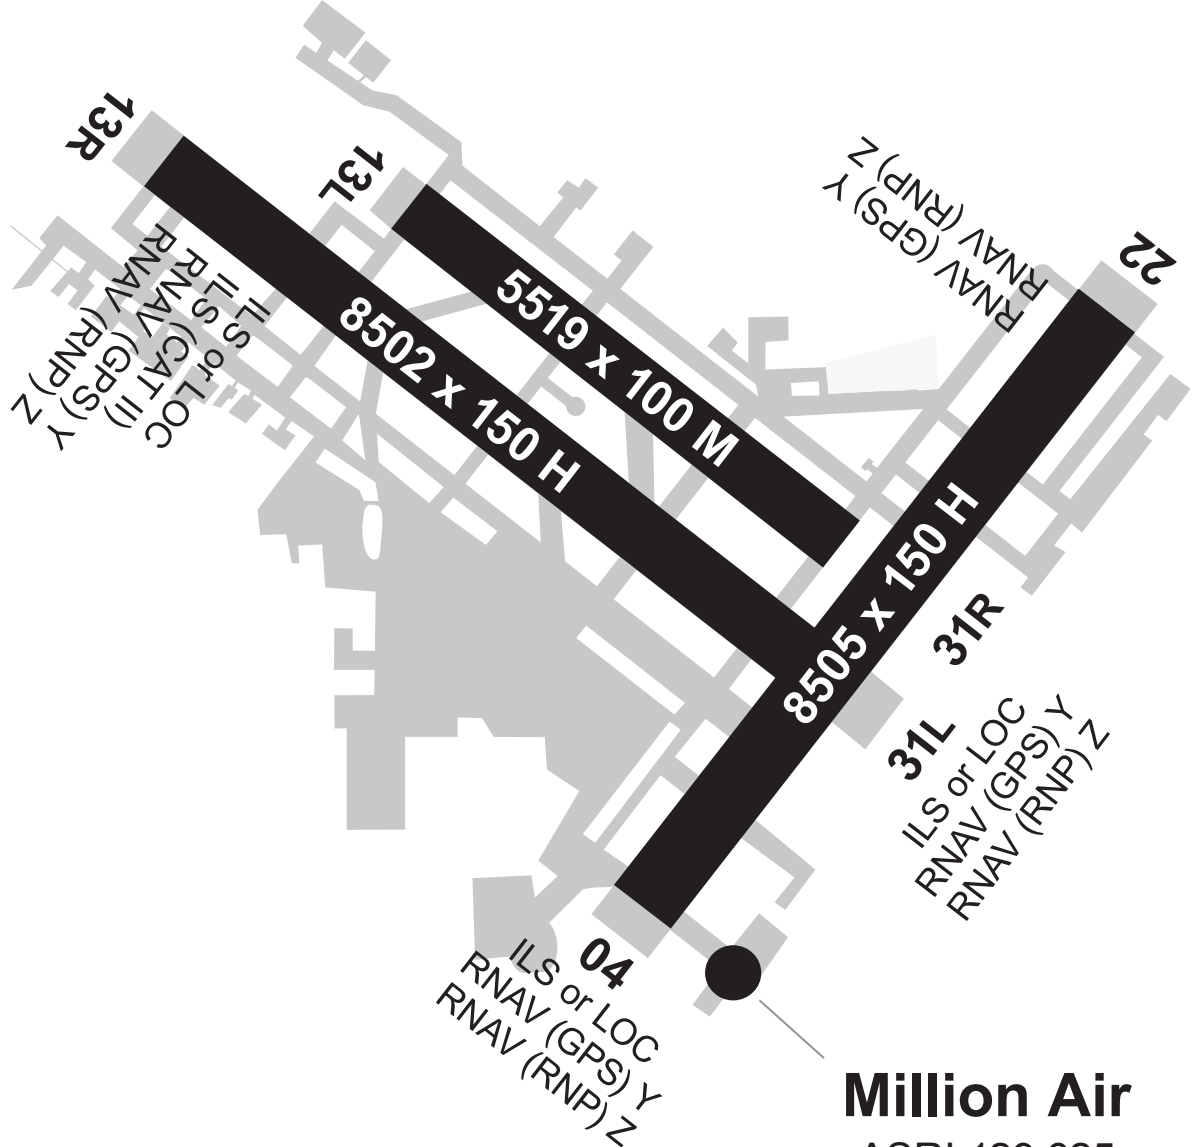 13R
13L
RNAV (RNP) Z
RNAV (GPS) Y
22
ILS or LOC
ILS (CAT II)
RNAV (GPS) Y
RNAV (RNP) Z
8502 x 150 H
5519 x 100 M
8505 x 150 H
31R
31L
ILS or LOC
RNAV (GPS) Y
RNAV (RNP) Z
04
ILS or LOC
RNAV (GPS) Y
RNAV (RNP) Z
Million Air